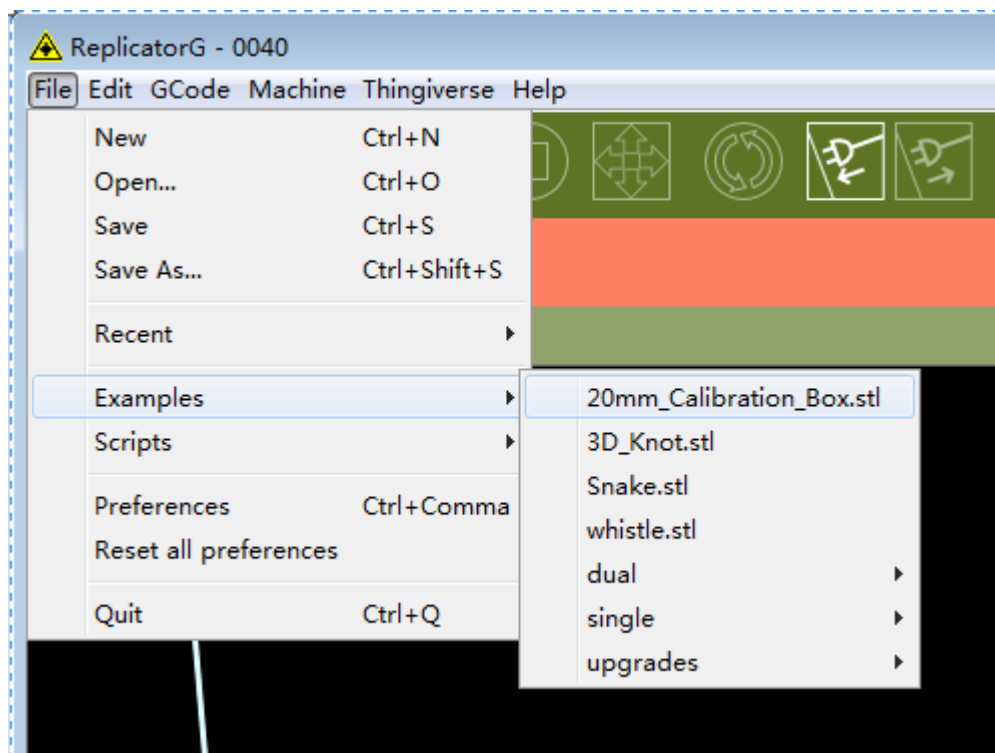 ReplicatorG - 0040
File Edit GCode Machine Thingiverse Help
New Ctrl+N
Open... Ctrl+O
Save Ctrl+S
Save As... Ctrl+Shift+S
Recent
Examples
Scripts
Preferences Ctrl+Comma
Reset all preferences
Quit Ctrl+Q
20mm_Calibration_Box.stl
3D_Knot.stl
Snake.stl
whistle.stl
dual
single
upgrades